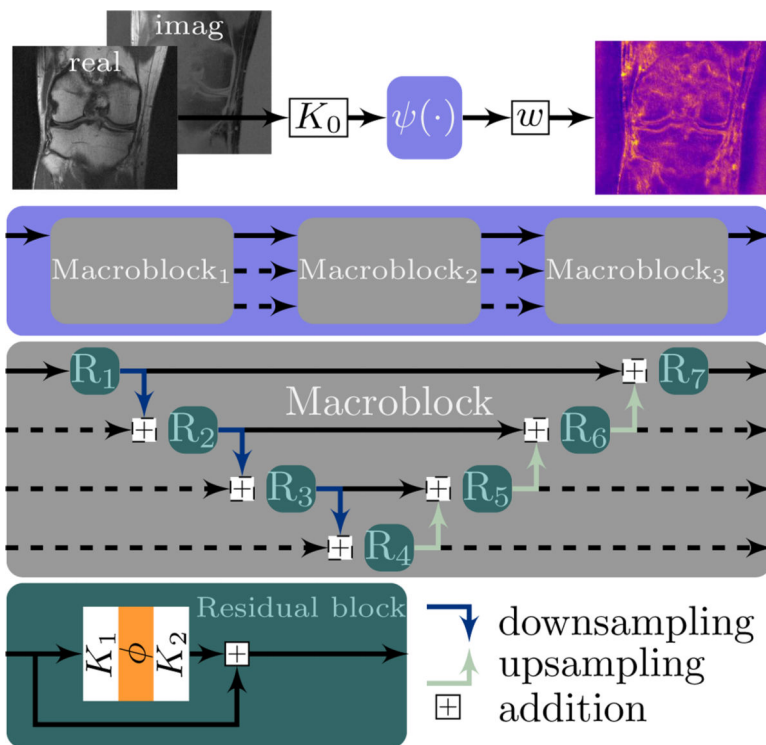 imag
real
K₀ ψ(·) w
Macroblock₁ Macroblock₂ Macroblock₃
R₁ + R₇
Macroblock
+ R₂ + R₆
+ R₃ + R₅
+ R₄
Residual block
K₁ ϕ K₂ +
downsampling
upsampling
+ addition